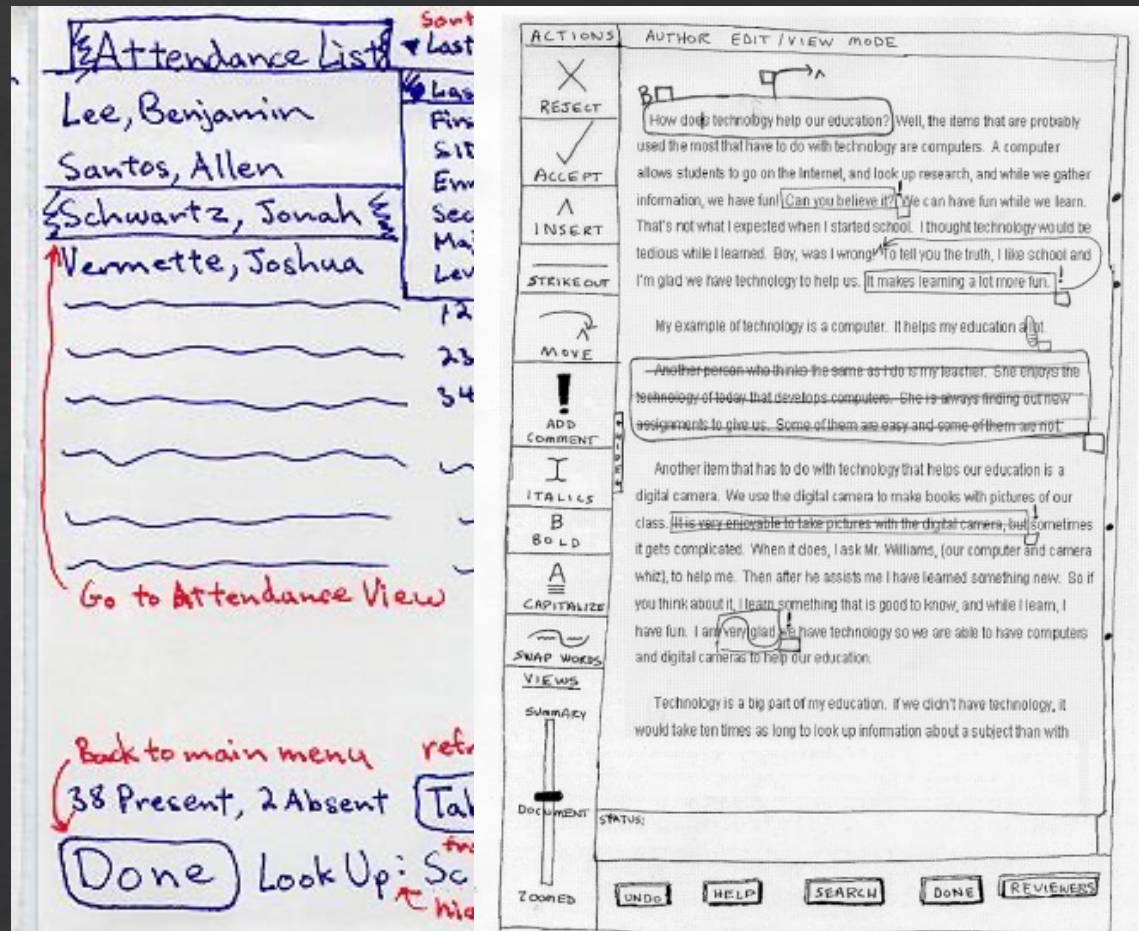 Attendance List
Lee, Benjamin
Santos, Allen
Schwartz, Jonah
Vermette, Joshua
Go to Attendance View
Back to main menu
38 Present, 2 Absent
Done Look Up:
Last
ACTIONS
REJECT
ACCEPT
INSERT
STRIKEOUT
MOVE
ADD
COMMENT
ITALICS
B
BOLD
A
CAPITALIZE
SWAP WORDS
VIEWS
SUMMARY
DOCUMENT
ZOOMED
AUTHOR EDIT/VIEW MODE
B
How does technology help our education? Well, the items that are probably
used the most that have to do with technology are computers. A computer
allows students to go on the Internet, and look up research, and while we gather
information, we have fun! Can you believe it? We can have fun while we learn.
That's not what I expected when I started school. I thought technology would be
tedious while I learned. Boy, was I wrong! To tell you the truth, I like school and
I'm glad we have technology to help us. It makes learning a lot more fun.
My example of technology is a computer. It helps my education a lot.
Another person who thinks the same as I do is my teacher. She enjoys the
technology of today that develops computers. She is always finding out new
assignments to give us. Some of them are easy and some of them are not.
Another item that has to do with technology that helps our education is a
digital camera. We use the digital camera to make books with pictures of our
class. It is very enjoyable to take pictures with the digital camera, but sometimes
it gets complicated. When it does, I ask Mr. Williams, (our computer and camera
whiz), to help me. Then after he assists me I have learned something new. So if
you think about it, I learn something that is good to know, and while I learn, I
have fun. I am very glad we have technology so we are able to have computers
and digital cameras to help our education.
Technology is a big part of my education. If we didn't have technology, it
would take ten times as long to look up information about a subject than with
STATUS:
UNDO HELP SEARCH DONE REVIEWERS